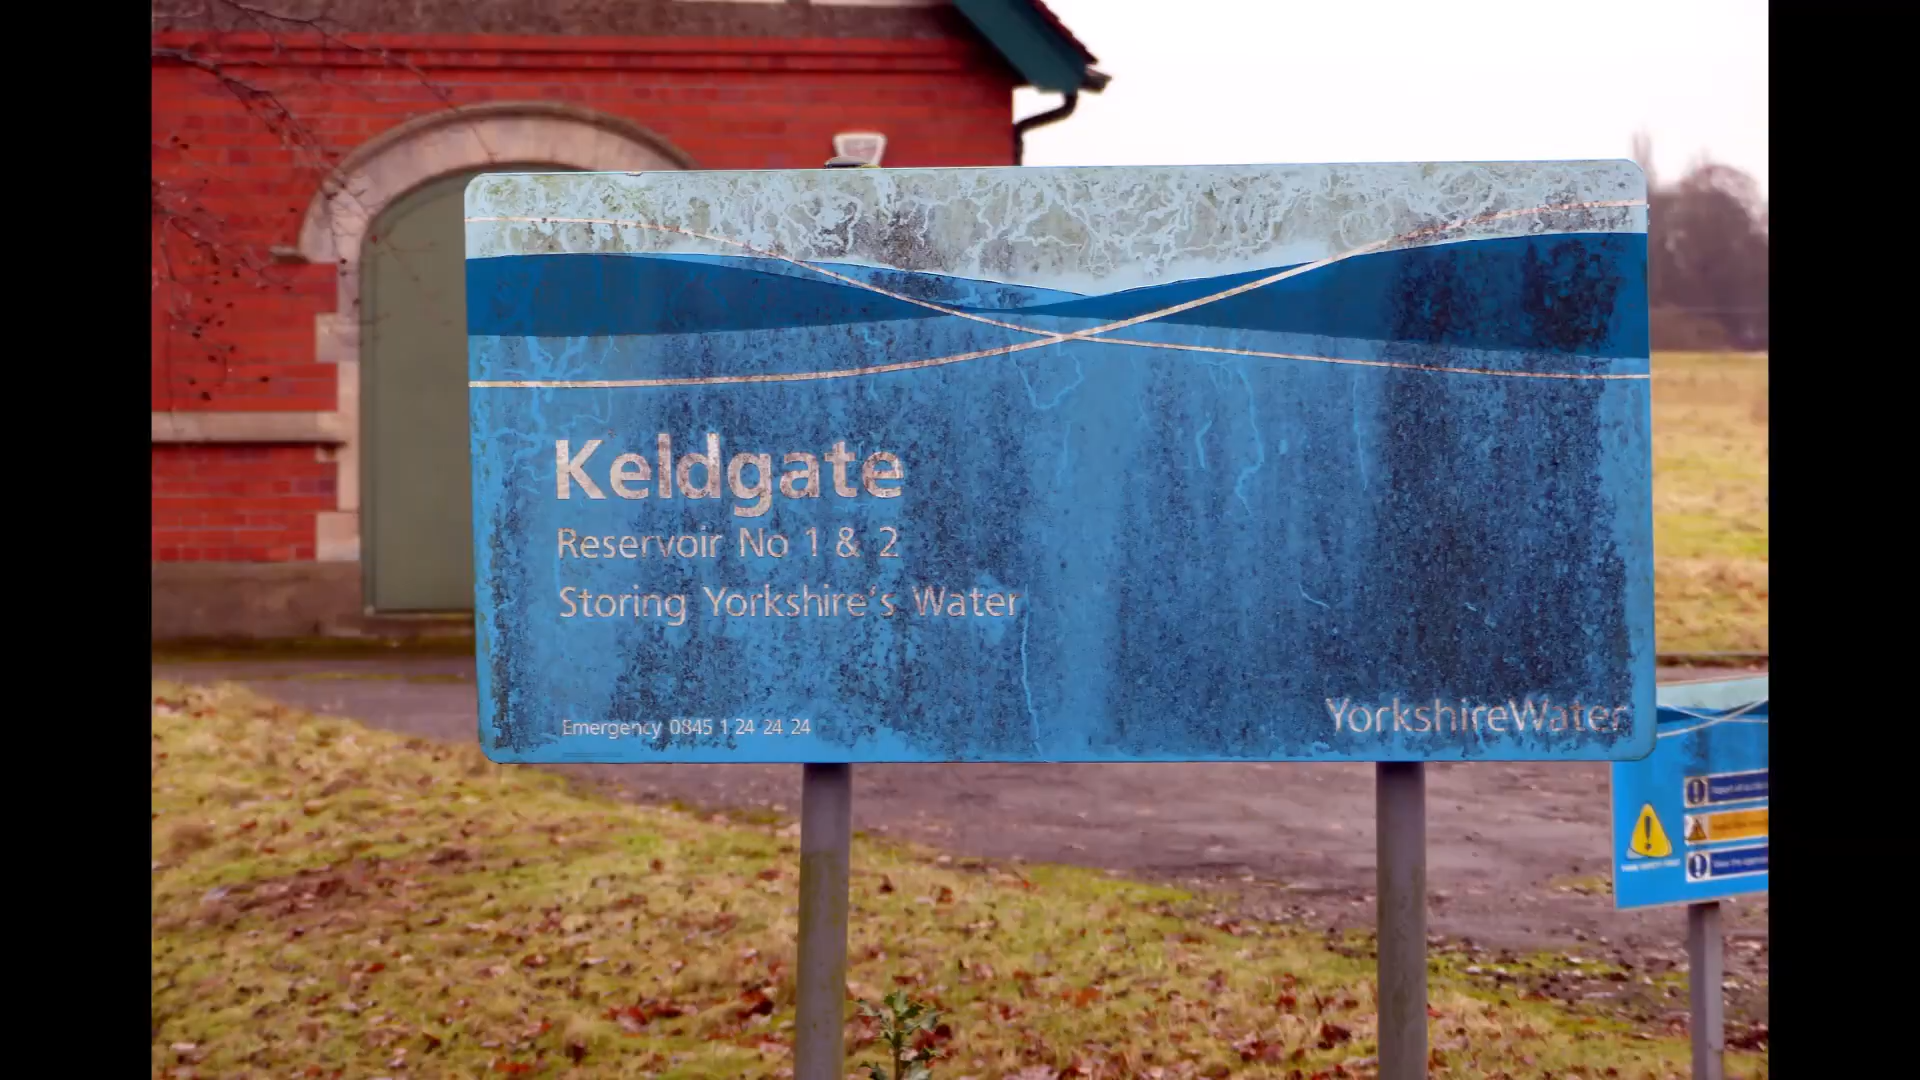 Keldgate
Reservoir No 1 & 2
Storing Yorkshire's Water
Emergency 0845 1 24 24 24
YorkshireWater